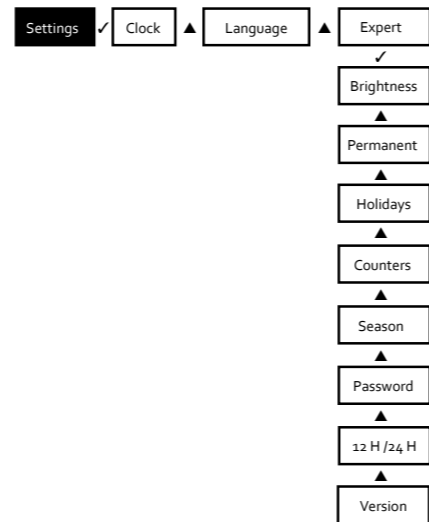 Settings ✓ Clock ▲ Language ▲ Expert
✓
Brightness
▲
Permanent
▲
Holidays
▲
Counters
▲
Season
▲
Password
▲
12 H /24 H
▲
Version